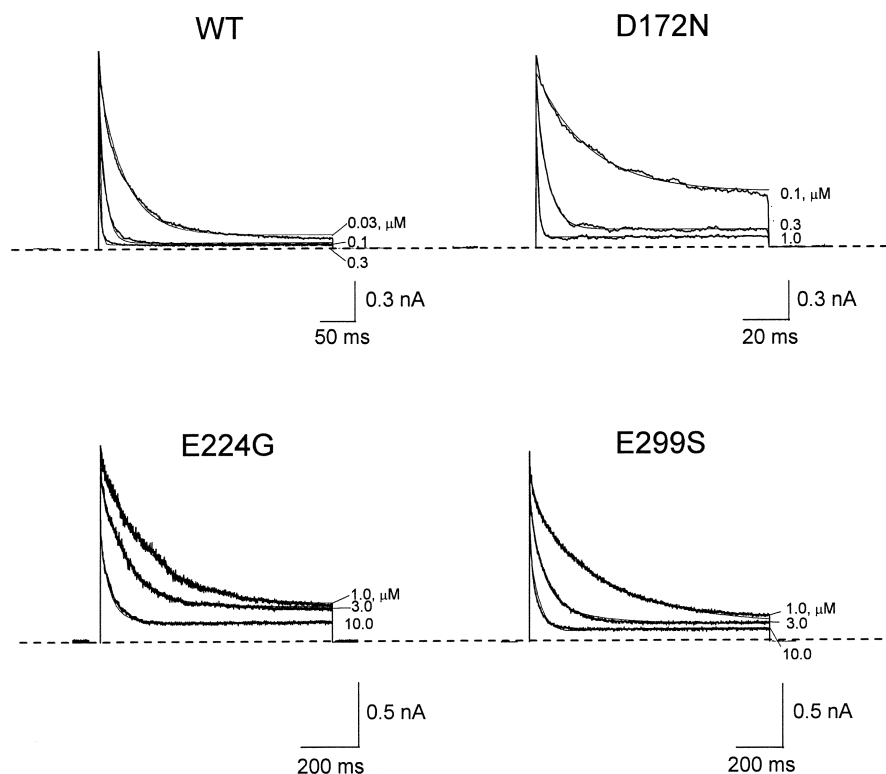 WT
D172N
0.03, μM
0.1
0.3
0.1, μM
0.3
1.0
0.3 nA
50 ms
0.3 nA
20 ms
E224G
E299S
1.0, μM
3.0
10.0
1.0, μM
3.0
10.0
0.5 nA
200 ms
0.5 nA
200 ms